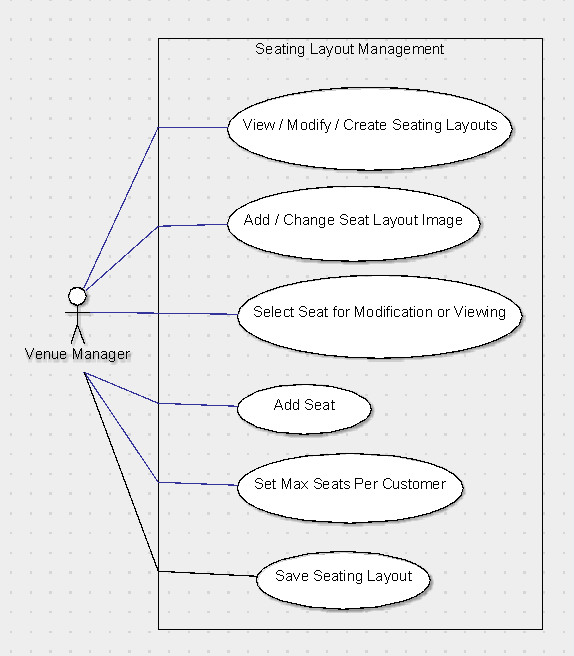 Seating Layout Management
View / Modify / Create Seating Layouts
Add / Change Seat Layout Image
Select Seat for Modification or Viewing
Venue Manager
Add Seat
Set Max Seats Per Customer
Save Seating Layout